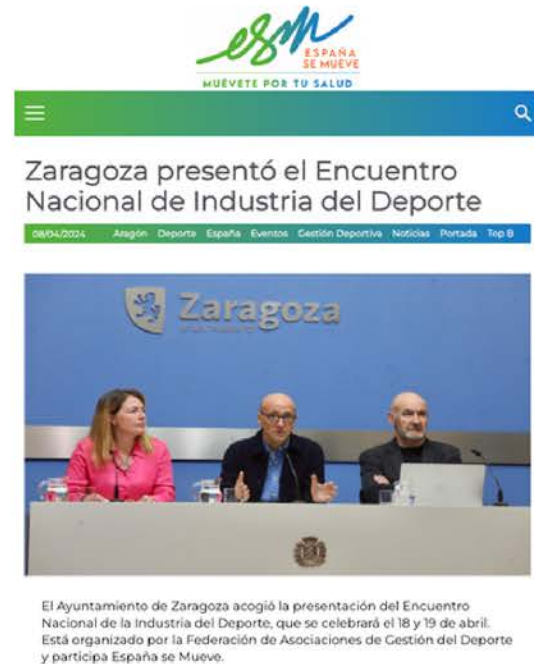 esm
ESPAÑA
SE MUEVE
MUÉVETE POR TU SALUD
Zaragoza presentó el Encuentro
Nacional de Industria del Deporte
08/04/2024 Aragón Deporte España Eventos Gestión Deportiva Noticias Portada Top B
Zaragoza
El Ayuntamiento de Zaragoza acogió la presentación del Encuentro
Nacional de la Industria del Deporte, que se celebrará el 18 y 19 de abril.
Está organizado por la Federación de Asociaciones de Gestión del Deporte
y participa España se Mueve.